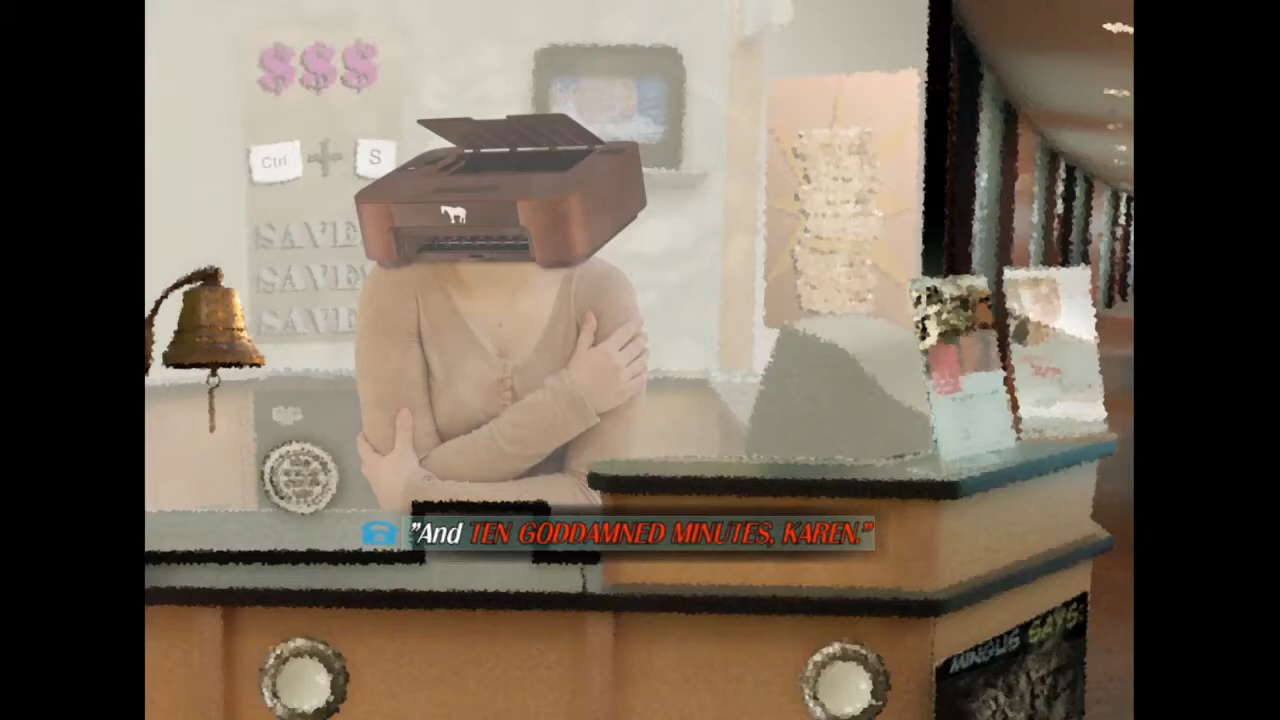 $$$
Ctrl + S
SAVE
SAVE
SAVE
"And TEN GODDAMNED MINUTES, KAREN."
MINGUS SAYS: